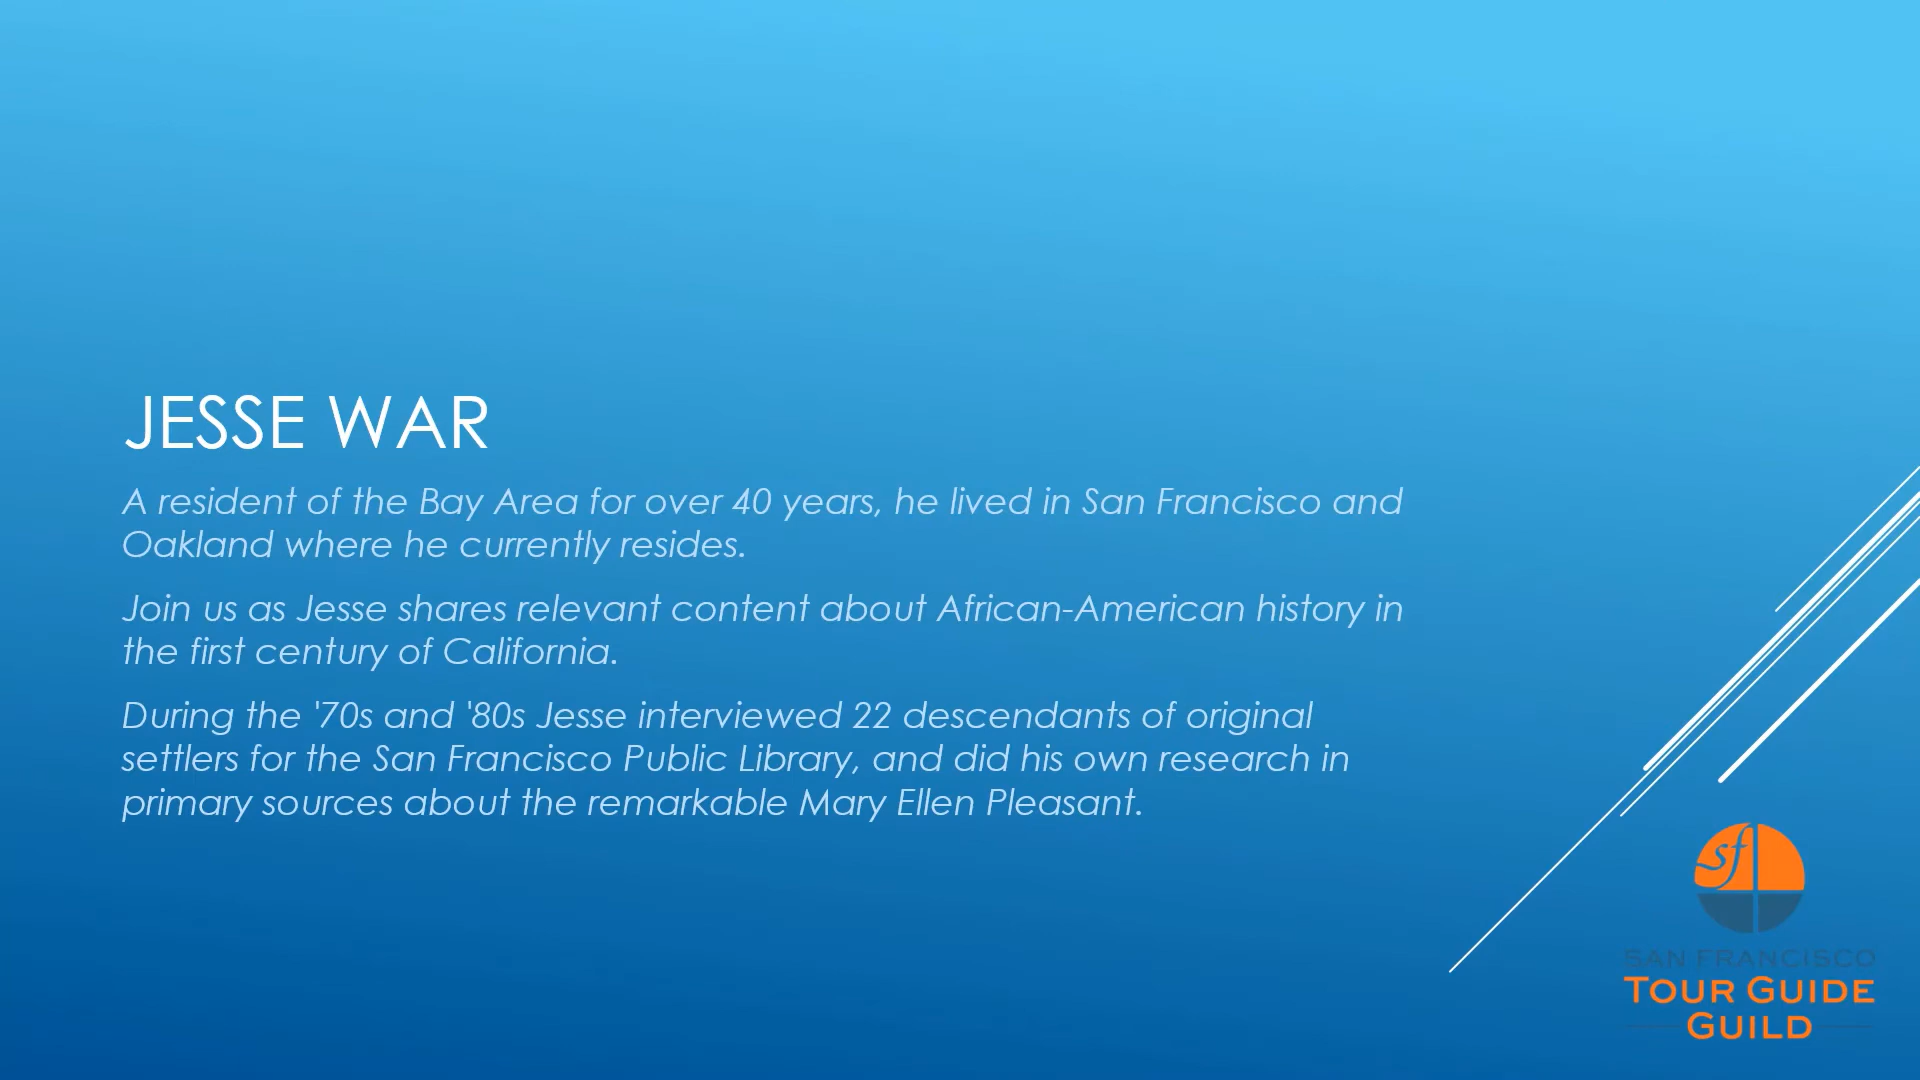 JESSE WAR
A resident of the Bay Area for over 40 years, he lived in San Francisco and
Oakland where he currently resides.
Join us as Jesse shares relevant content about African-American history in
the first century of California.
During the '70s and '80s Jesse interviewed 22 descendants of original
settlers for the San Francisco Public Library, and did his own research in
primary sources about the remarkable Mary Ellen Pleasant.
sf
SAN FRANCISCO
TOUR GUIDE
GUILD